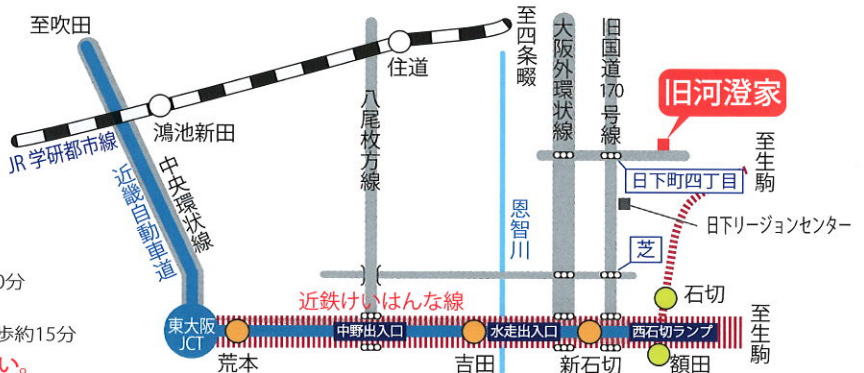 至吹田
住道
至四条畷
大阪外環状線
旧国道170号線
旧河澄家
鴻池新田
八尾枚方線
JR学研都市線
中央環状線
近畿自動車道
至生駒
日下町四丁目
恩智川
日下リージョンセンター
芝
0分
近鉄けいはんな線
石切
歩約15分
東大阪
JCT
中野出入口
水走出入口
西石切ランプ
至生駒
い。
荒本
吉田
新石切
額田